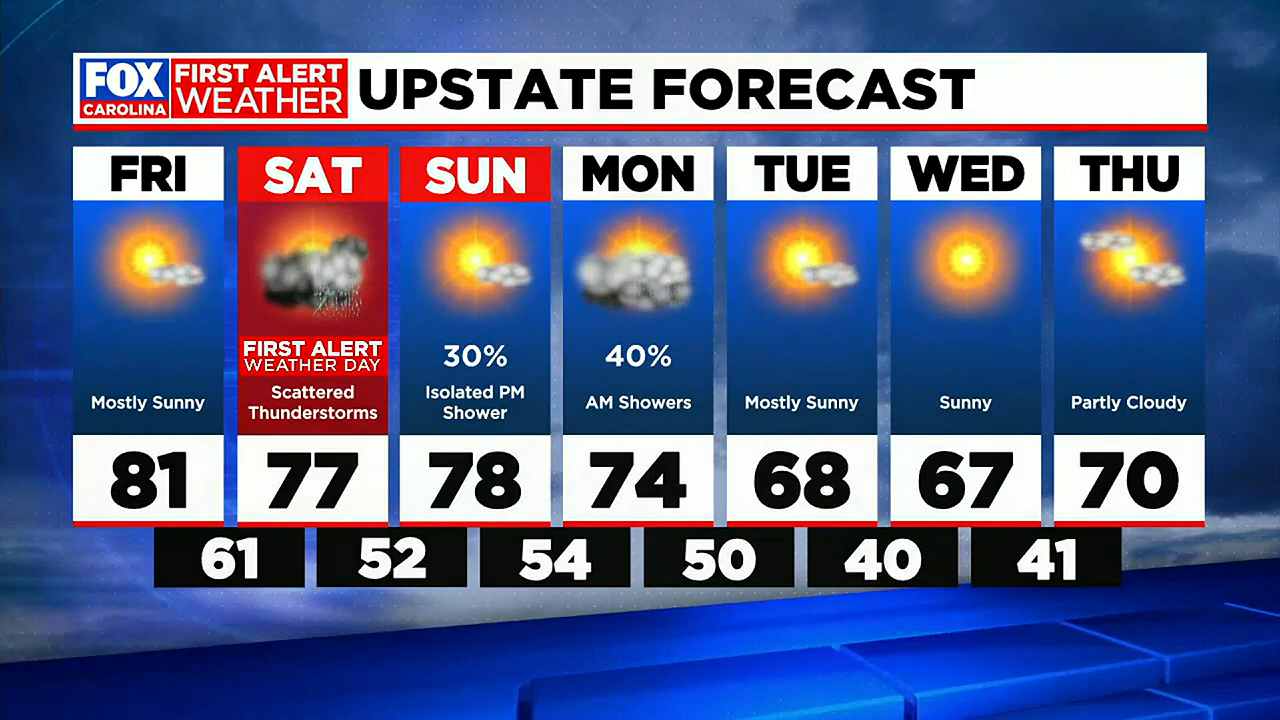 FOX
CAROLINA
FIRST ALERT
WEATHER
UPSTATE FORECAST
FRI
SAT
SUN
MON
TUE
WED
THU
FIRST ALERT
WEATHER DAY
30%
40%
Mostly Sunny
Scattered
Thunderstorms
Isolated PM
Shower
AM Showers
Mostly Sunny
Sunny
Partly Cloudy
81
77
78
74
68
67
70
61
52
54
50
40
41